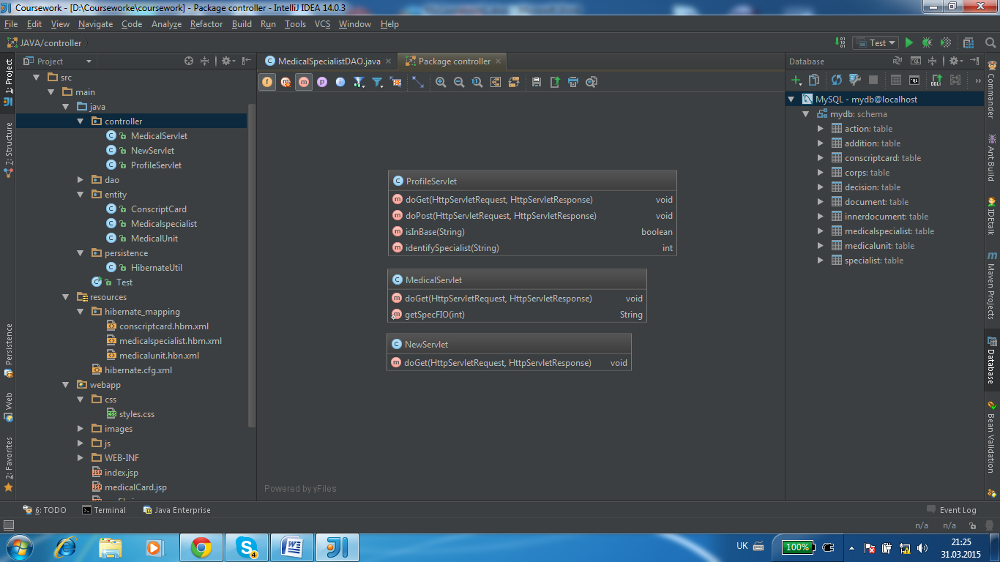 Coursework - [D:\Courseworke\coursework] - Package controller - IntelliJ IDEA 14.0.3
File Edit View Navigate Code Analyze Refactor Build Run Tools VCS Window Help
JAVA/controller
Test
1: Project
7: Structure
Persistence
Web
2: Favorites
Project
src
main
java
controller
MedicalServlet
NewServlet
ProfileServlet
dao
entity
ConscriptCard
Medicalspecialist
MedicalUnit
persistence
HibernateUtil
Test
resources
hibernate_mapping
conscriptcard.hbm.xml
medicalspecialist.hbm.xml
medicalunit.hbn.xml
hibernate.cfg.xml
webapp
css
styles.css
images
js
WEB-INF
index.jsp
medicalCard.jsp
MedicalSpecialistDAO.java
Package controller
ProfileServlet
doGet(HttpServletRequest, HttpServletResponse) void
doPost(HttpServletRequest, HttpServletResponse) void
isInBase(String) boolean
identifySpecialist(String) int
MedicalServlet
doGet(HttpServletRequest, HttpServletResponse) void
getSpecFIO(int) String
NewServlet
doGet(HttpServletRequest, HttpServletResponse) void
Powered by yFiles
Database
MySQL - mydb@localhost
mydb: schema
action: table
addition: table
conscriptcard: table
corps: table
decision: table
document: table
innerdocument: table
medicalspecialist: table
medicalunit: table
specialist: table
Commander
Ant Build
IDEtalk
Maven Projects
Database
Bean Validation
6: TODO
Terminal
Java Enterprise
Event Log
n/a n/a
UK
100%
21:25
31.03.2015